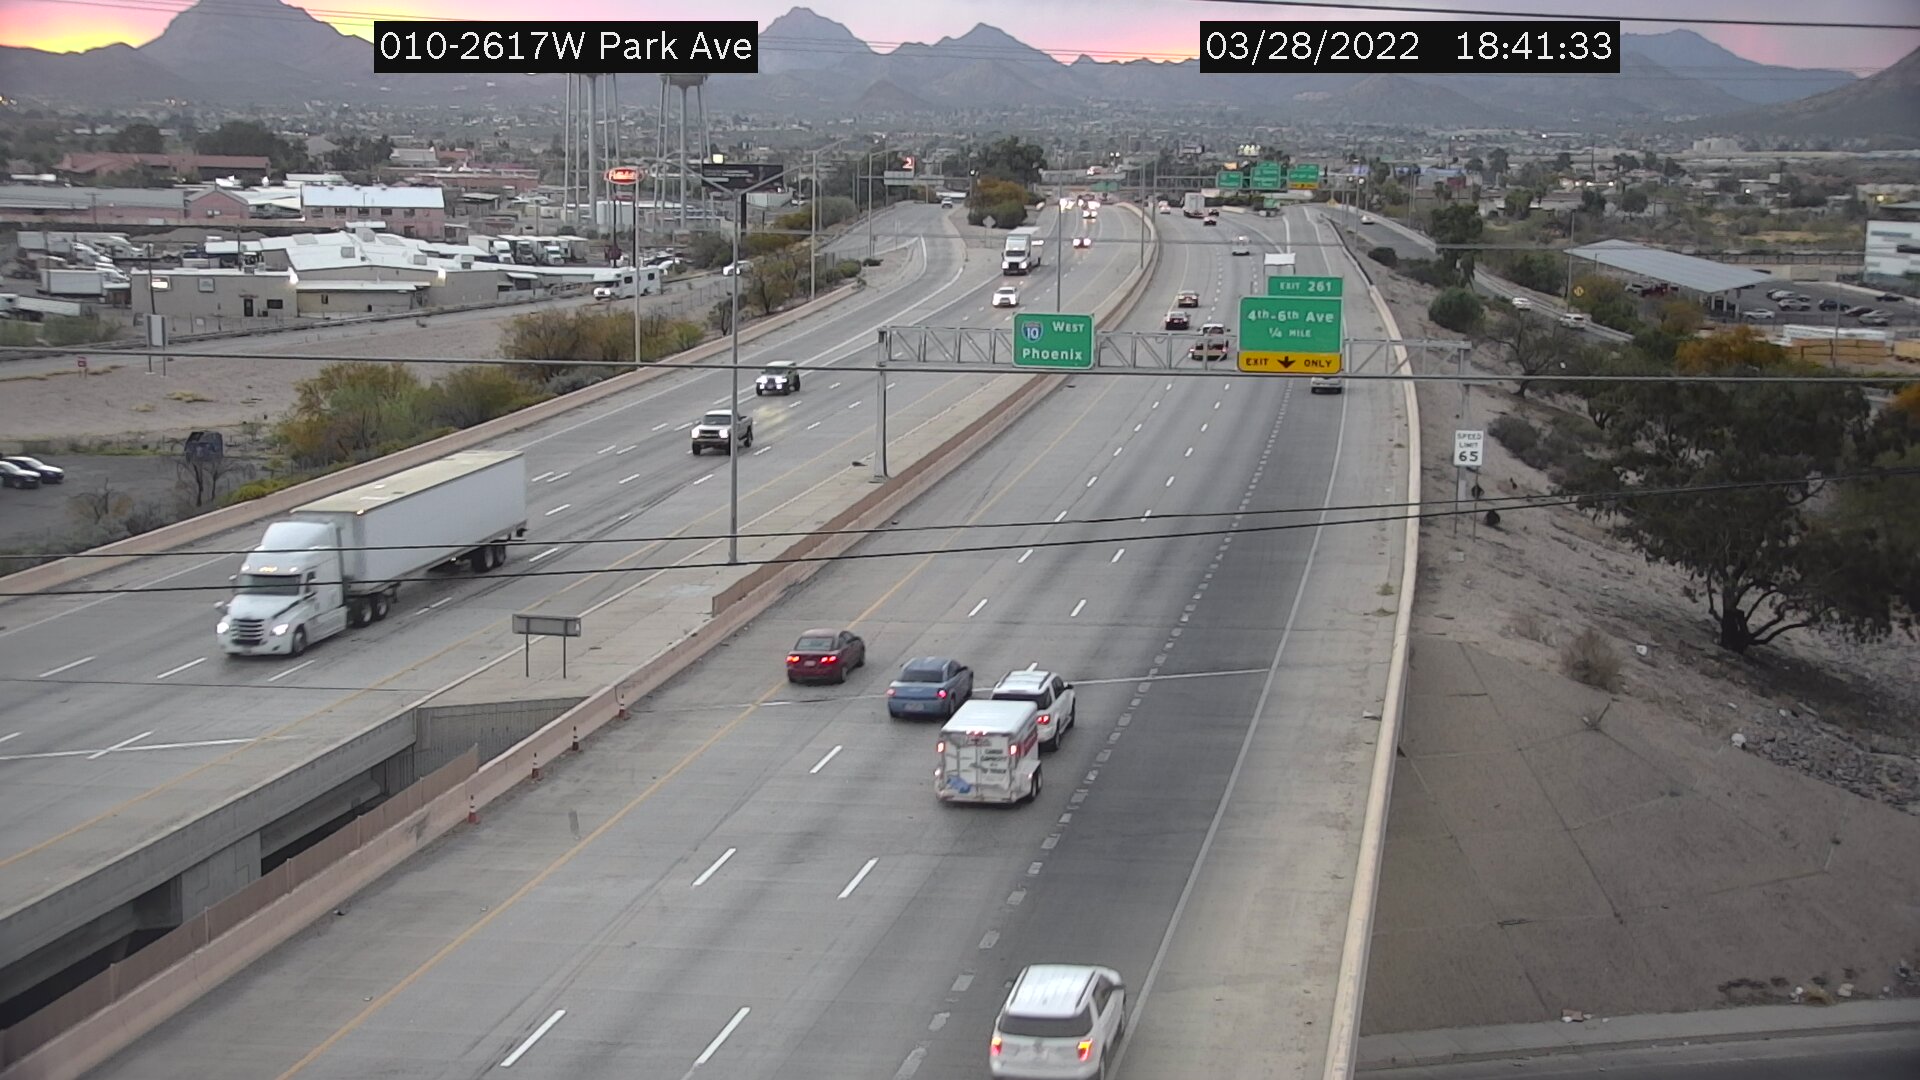 010-2617W Park Ave
03/28/2022 18:41:33
EXIT 261
4th-6th Ave
1/4 MILE
EXIT ONLY
10
WEST
Phoenix
SPEED
LIMIT
65